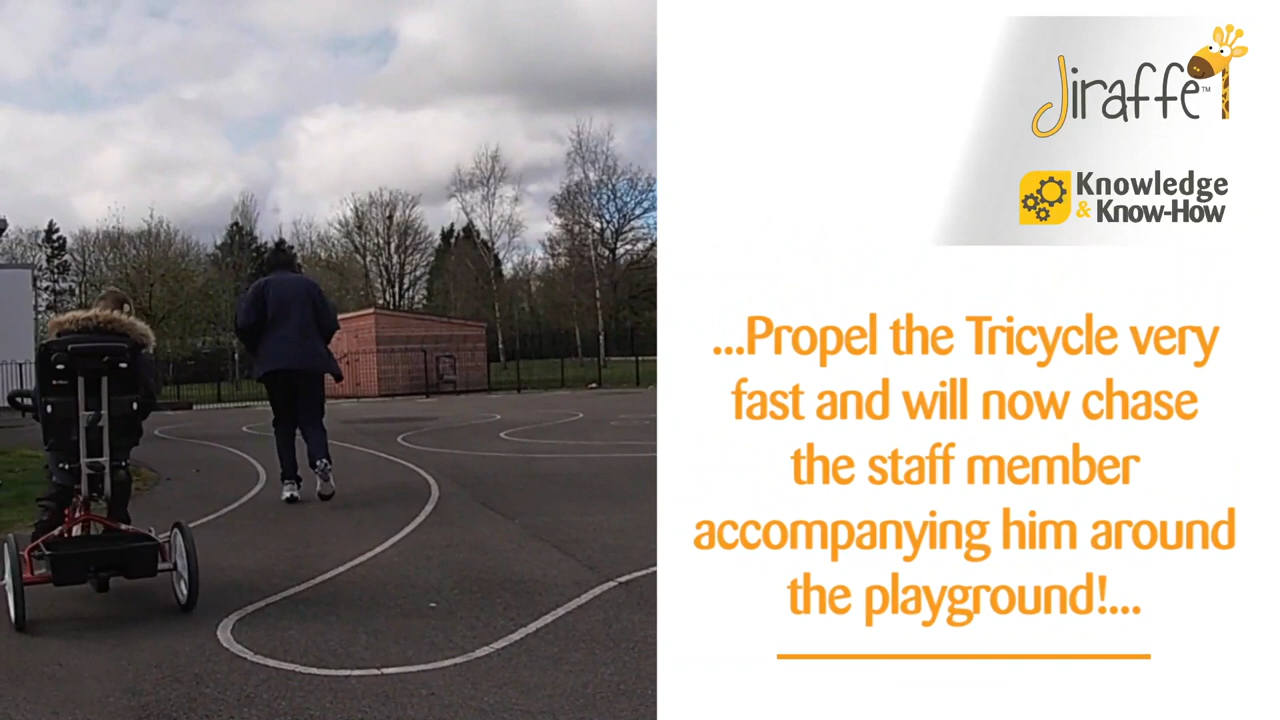 Jiraffe™
Knowledge
& Know-How
...Propel the Tricycle very
fast and will now chase
the staff member
accompanying him around
the playground!...